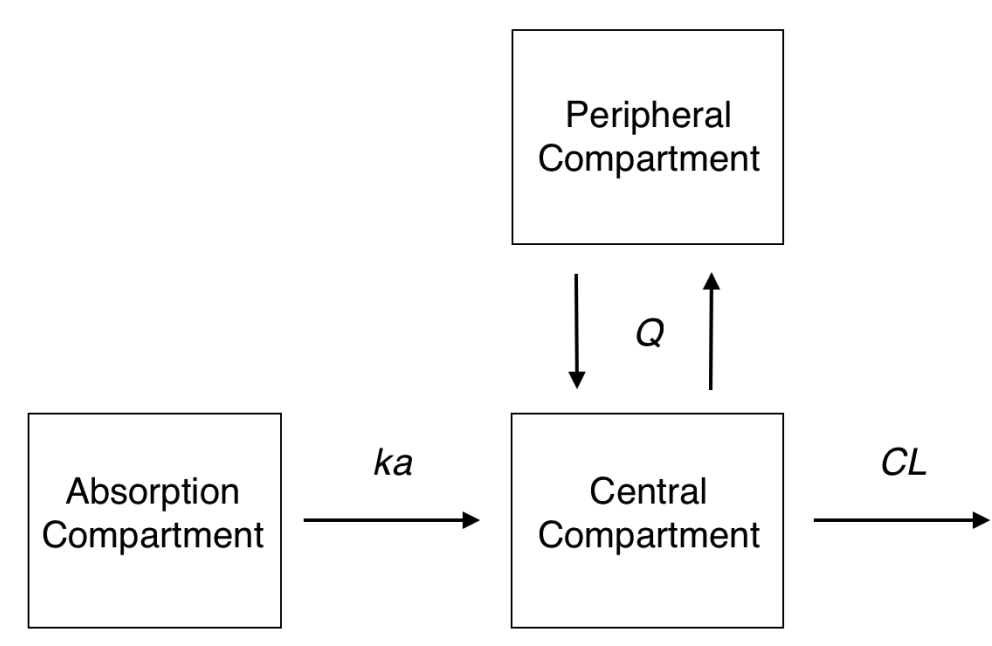 Peripheral
Compartment
Q
Absorption
Compartment
ka
Central
Compartment
CL